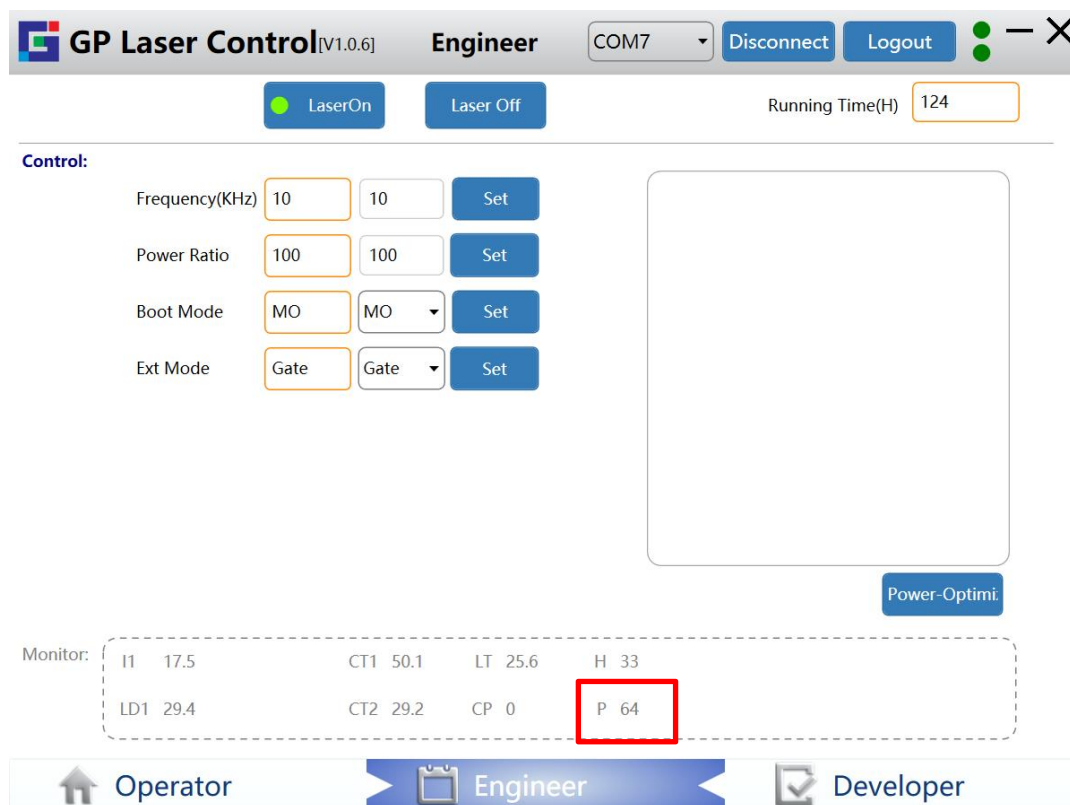 GP Laser Control[V1.0.6] Engineer COM7 Disconnect Logout
LaserOn Laser Off Running Time(H) 124
Control:
Frequency(KHz) 10 10 Set
Power Ratio 100 100 Set
Boot Mode MO MO Set
Ext Mode Gate Gate Set
Power-Optimi
Monitor: I1 17.5 CT1 50.1 LT 25.6 H 33
LD1 29.4 CT2 29.2 CP 0 P 64
Operator Engineer Developer